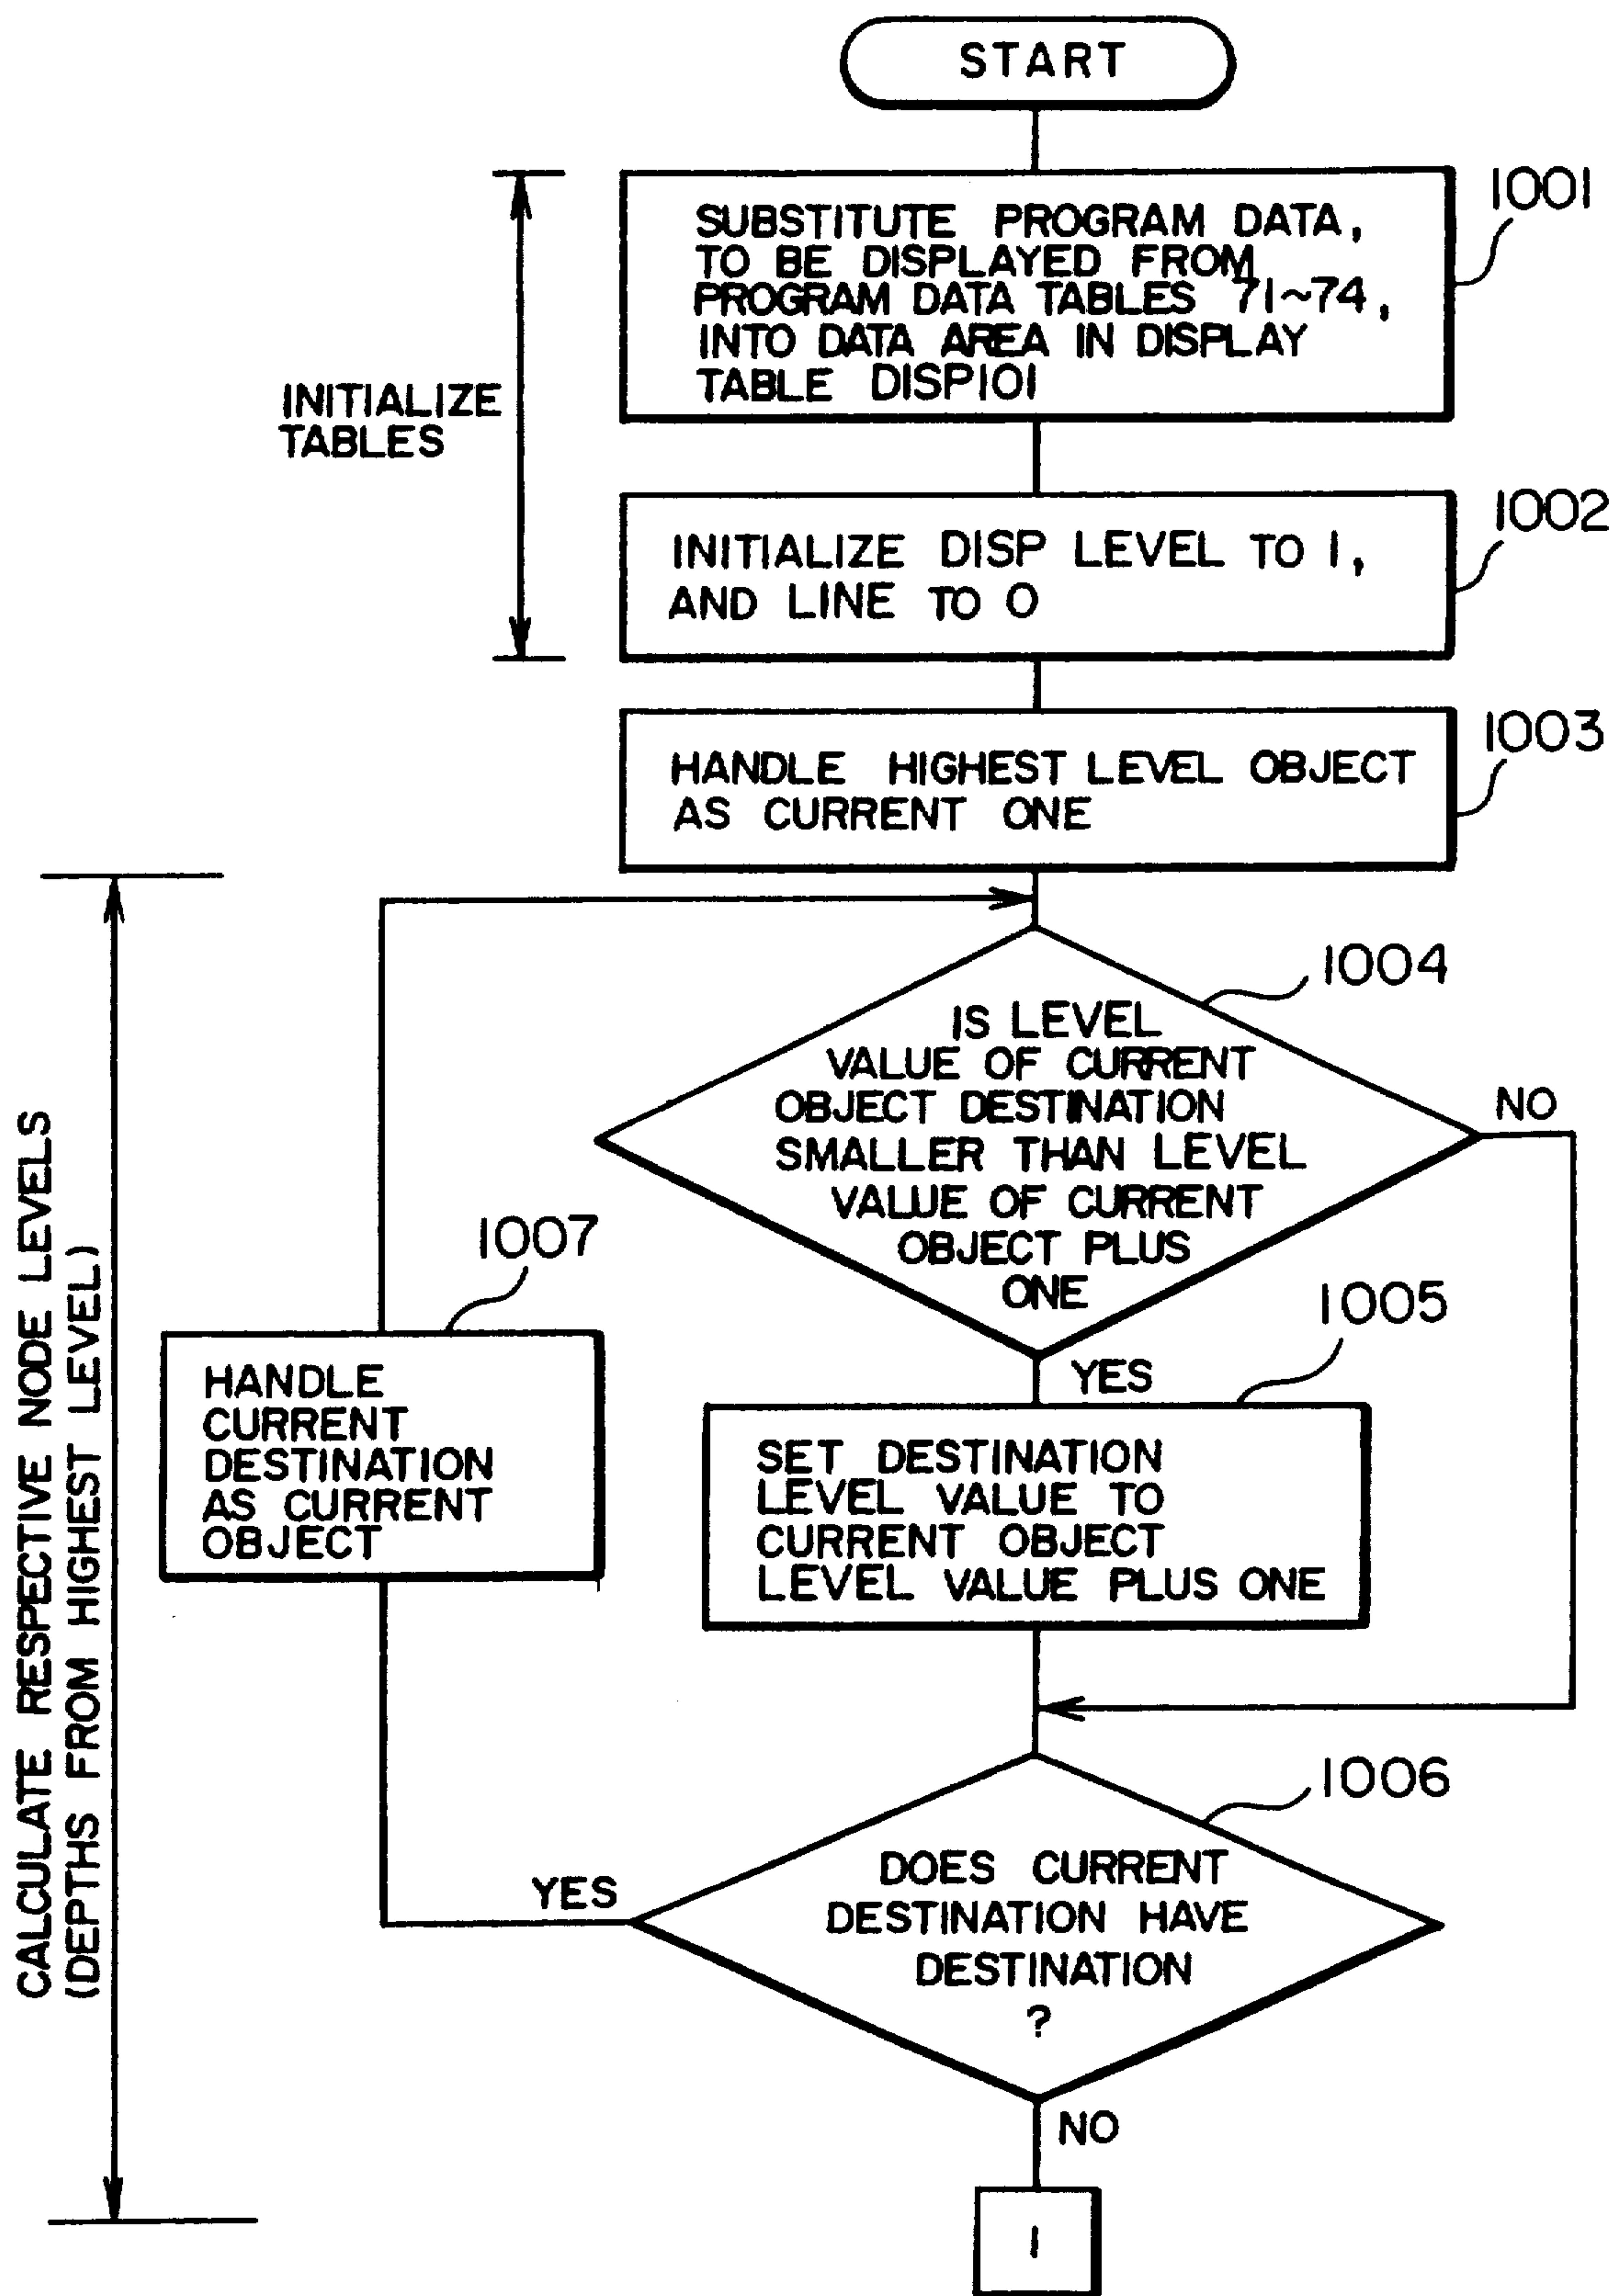 START
1001
SUBSTITUTE PROGRAM DATA,
TO BE DISPLAYED FROM
PROGRAM DATA TABLES 71~74,
INTO DATA AREA IN DISPLAY
TABLE DISP101
INITIALIZE
TABLES
1002
INITIALIZE DISP LEVEL TO 1,
AND LINE TO 0
1003
HANDLE HIGHEST LEVEL OBJECT
AS CURRENT ONE
1004
IS LEVEL
VALUE OF CURRENT
OBJECT DESTINATION
SMALLER THAN LEVEL
VALUE OF CURRENT
OBJECT PLUS
ONE
NO
YES
1005
SET DESTINATION
LEVEL VALUE TO
CURRENT OBJECT
LEVEL VALUE PLUS ONE
1007
HANDLE
CURRENT
DESTINATION
AS CURRENT
OBJECT
CALCULATE RESPECTIVE NODE LEVELS
(DEPTHS FROM HIGHEST LEVEL)
1006
DOES CURRENT
DESTINATION HAVE
DESTINATION
?
YES
NO
1